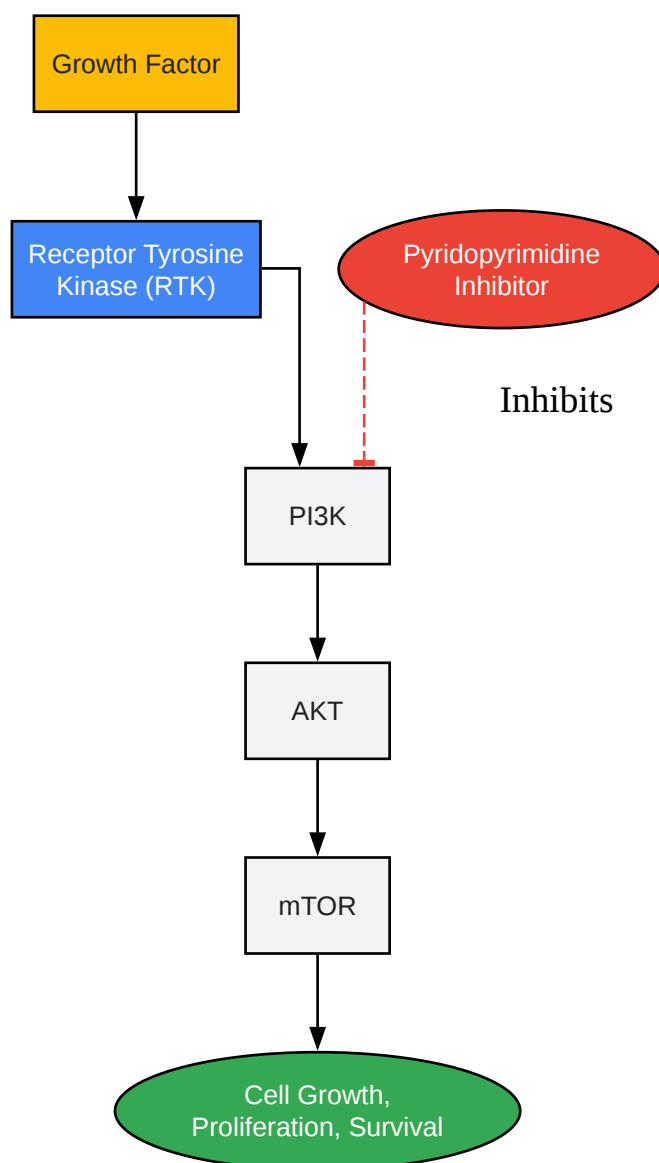 Growth Factor
Receptor Tyrosine
Kinase (RTK)
Pyridopyrimidine
Inhibitor
Inhibits
PI3K
AKT
mTOR
Cell Growth,
Proliferation, Survival